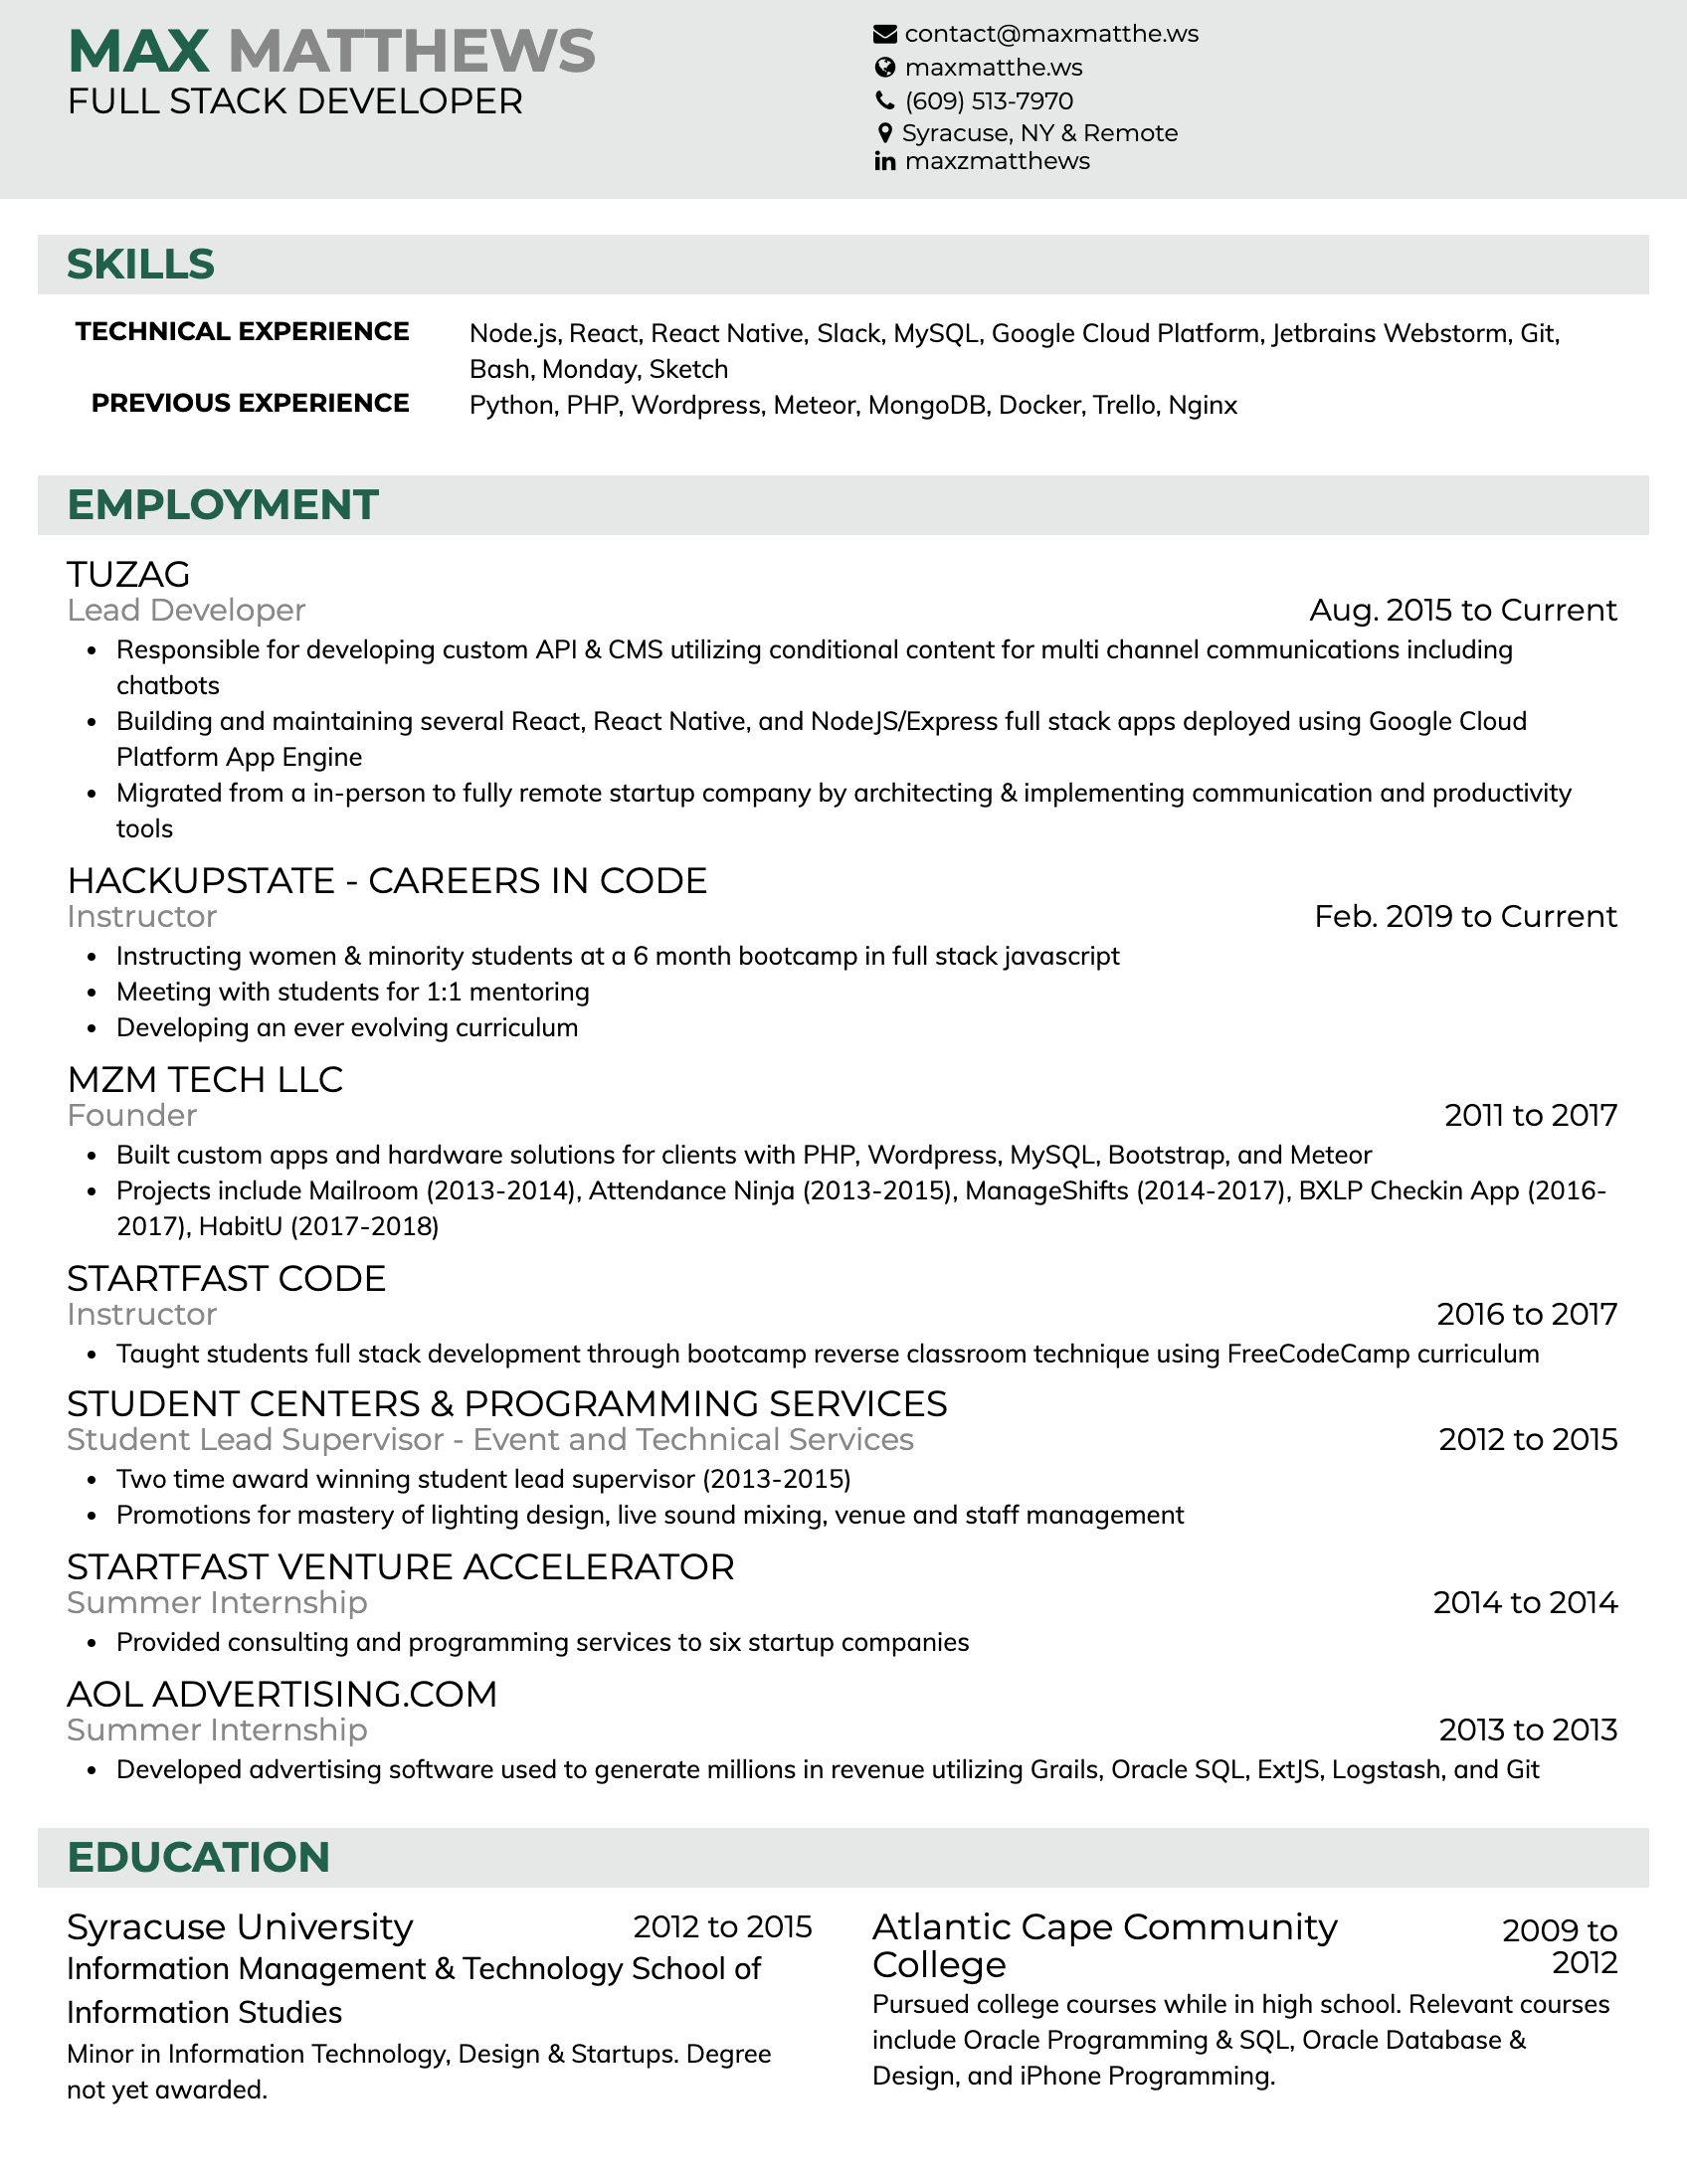 MAX MATTHEWS
FULL STACK DEVELOPER
contact@maxmatthe.ws
maxmatthe.ws
(609) 513-7970
Syracuse, NY & Remote
maxzmatthews
SKILLS
TECHNICAL EXPERIENCE Node.js, React, React Native, Slack, MySQL, Google Cloud Platform, Jetbrains Webstorm, Git,
Bash, Monday, Sketch
PREVIOUS EXPERIENCE Python, PHP, Wordpress, Meteor, MongoDB, Docker, Trello, Nginx
EMPLOYMENT
TUZAG
Lead Developer Aug. 2015 to Current
• Responsible for developing custom API & CMS utilizing conditional content for multi channel communications including
chatbots
• Building and maintaining several React, React Native, and NodeJS/Express full stack apps deployed using Google Cloud
Platform App Engine
• Migrated from a in-person to fully remote startup company by architecting & implementing communication and productivity
tools
HACKUPSTATE - CAREERS IN CODE
Instructor Feb. 2019 to Current
• Instructing women & minority students at a 6 month bootcamp in full stack javascript
• Meeting with students for 1:1 mentoring
• Developing an ever evolving curriculum
MZM TECH LLC
Founder 2011 to 2017
• Built custom apps and hardware solutions for clients with PHP, Wordpress, MySQL, Bootstrap, and Meteor
• Projects include Mailroom (2013-2014), Attendance Ninja (2013-2015), ManageShifts (2014-2017), BXLP Checkin App (2016-
2017), HabitU (2017-2018)
STARTFAST CODE
Instructor 2016 to 2017
• Taught students full stack development through bootcamp reverse classroom technique using FreeCodeCamp curriculum
STUDENT CENTERS & PROGRAMMING SERVICES
Student Lead Supervisor - Event and Technical Services 2012 to 2015
• Two time award winning student lead supervisor (2013-2015)
• Promotions for mastery of lighting design, live sound mixing, venue and staff management
STARTFAST VENTURE ACCELERATOR
Summer Internship 2014 to 2014
• Provided consulting and programming services to six startup companies
AOL ADVERTISING.COM
Summer Internship 2013 to 2013
• Developed advertising software used to generate millions in revenue utilizing Grails, Oracle SQL, ExtJS, Logstash, and Git
EDUCATION
Syracuse University 2012 to 2015
Information Management & Technology School of
Information Studies
Minor in Information Technology, Design & Startups. Degree
not yet awarded.
Atlantic Cape Community 2009 to
College 2012
Pursued college courses while in high school. Relevant courses
include Oracle Programming & SQL, Oracle Database &
Design, and iPhone Programming.